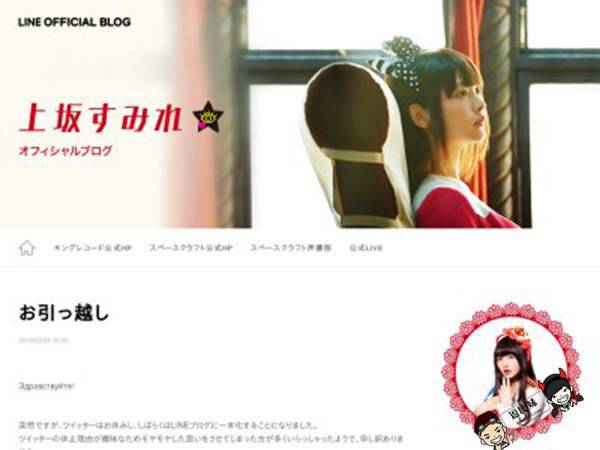 LINE OFFICIAL BLOG
上坂すみれ
オフィシャルブログ
キングレコード公式HP スペースクラフト公式HP スペースクラフト声優部 公式LIVE
お引っ越し
Здравствуйте!
突然ですが、ツイッターはお休みし、しばらくはLINEブログに一本化することになりました。
ツイッターの休止理由が曖昧なためモヤモヤした思いをさせてしまった方が多くいらっしゃったようで、申し訳ありま